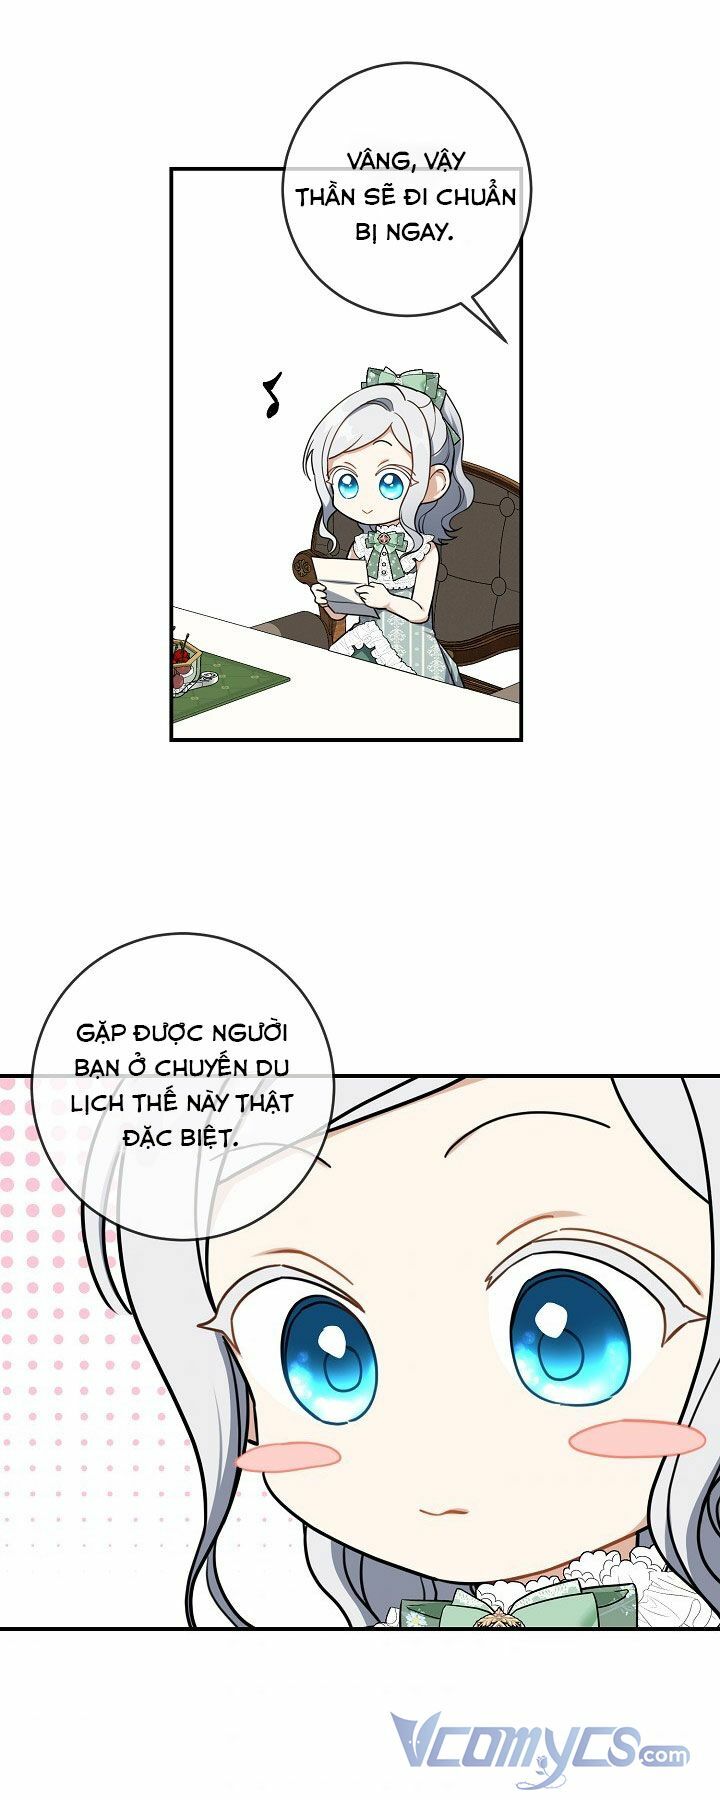 VÂNG, VẬY
THẦN SẼ ĐI CHUẨN
BỊ NGAY.
GẶP ĐƯỢC NGƯỜI
BẠN Ở CHUYẾN DU
LỊCH THẾ NÀY THẬT
ĐẶC BIỆT.
VCOMYCS.com